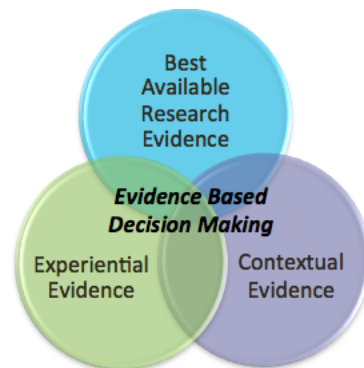 Best
Available
Research
Evidence
Evidence Based
Decision Making
Experiential
Evidence
Contextual
Evidence